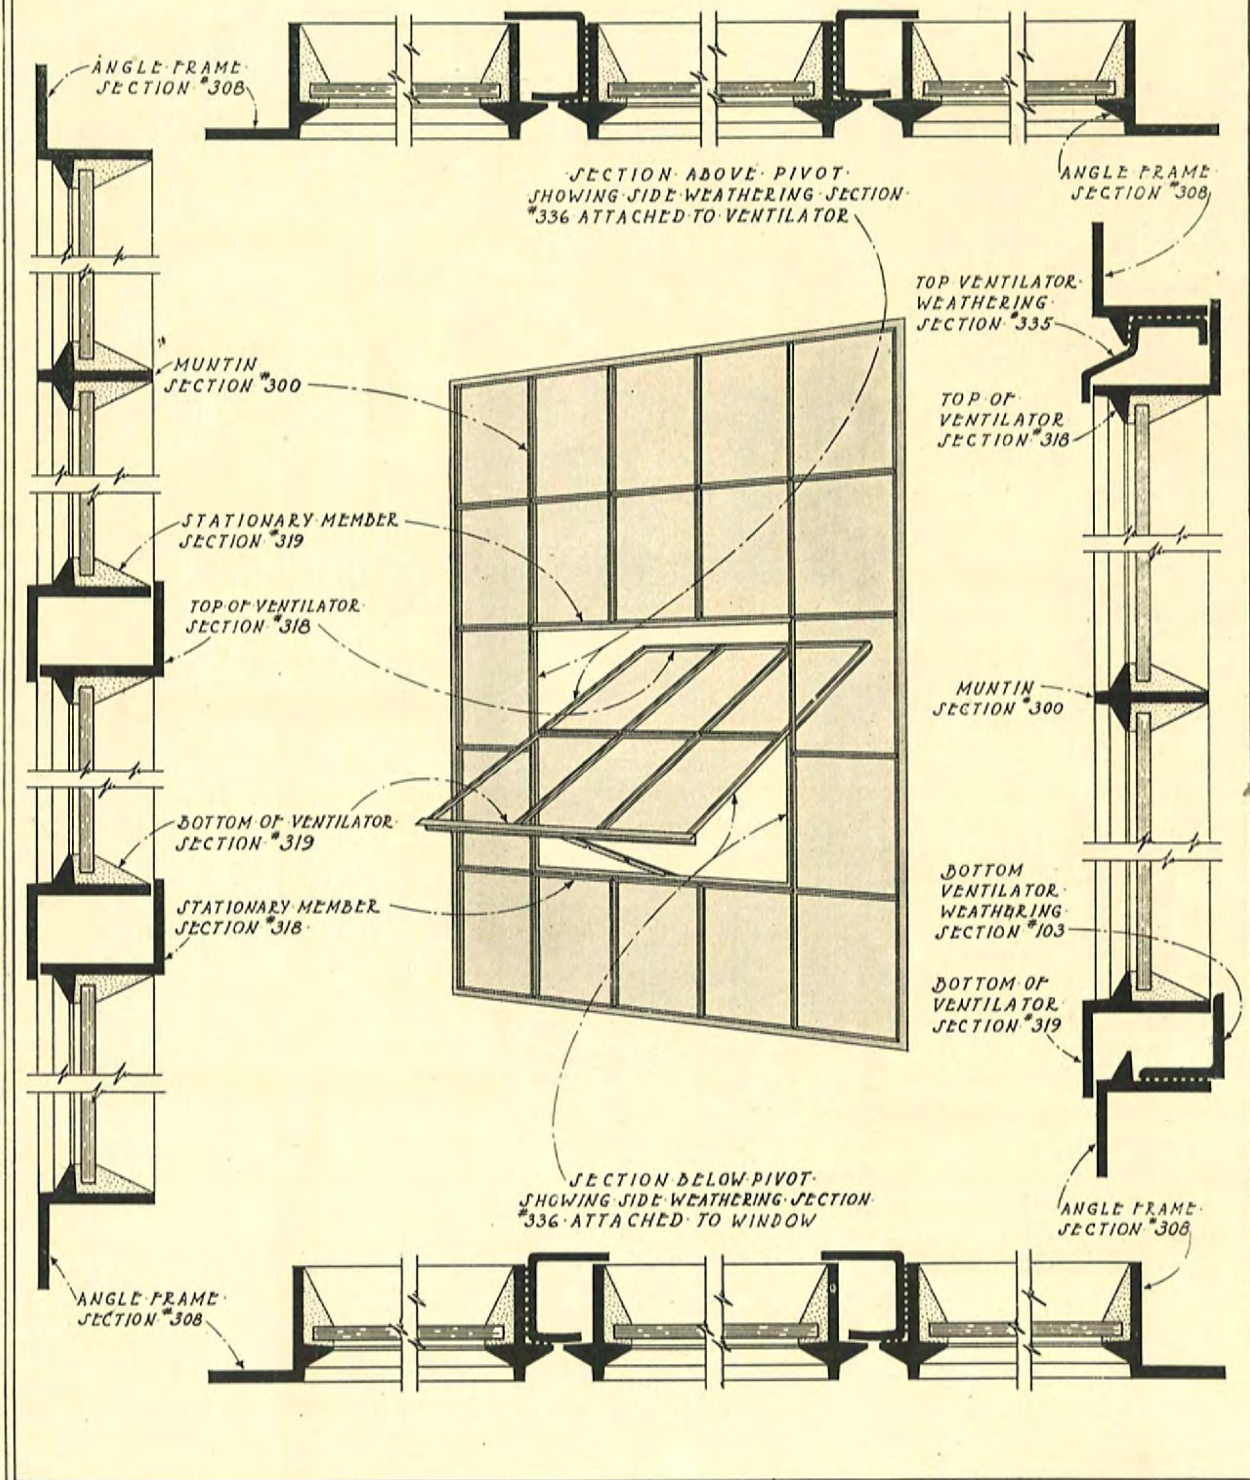 ANGLE FRAME
SECTION #308
SECTION ABOVE PIVOT
SHOWING SIDE WEATHERING SECTION
#336 ATTACHED TO VENTILATOR
ANGLE FRAME
SECTION #308
TOP VENTILATOR
WEATHERING
SECTION #335
MUNTIN
SECTION #300
TOP OF
VENTILATOR
SECTION #318
STATIONARY MEMBER
SECTION #319
TOP OF VENTILATOR
SECTION #318
MUNTIN
SECTION #300
BOTTOM OF VENTILATOR
SECTION #319
STATIONARY MEMBER
SECTION #318
BOTTOM
VENTILATOR
WEATHERING
SECTION #103
BOTTOM OF
VENTILATOR
SECTION #319
SECTION BELOW PIVOT
SHOWING SIDE WEATHERING SECTION
#336 ATTACHED TO WINDOW
ANGLE FRAME
SECTION #308
ANGLE FRAME
SECTION #308